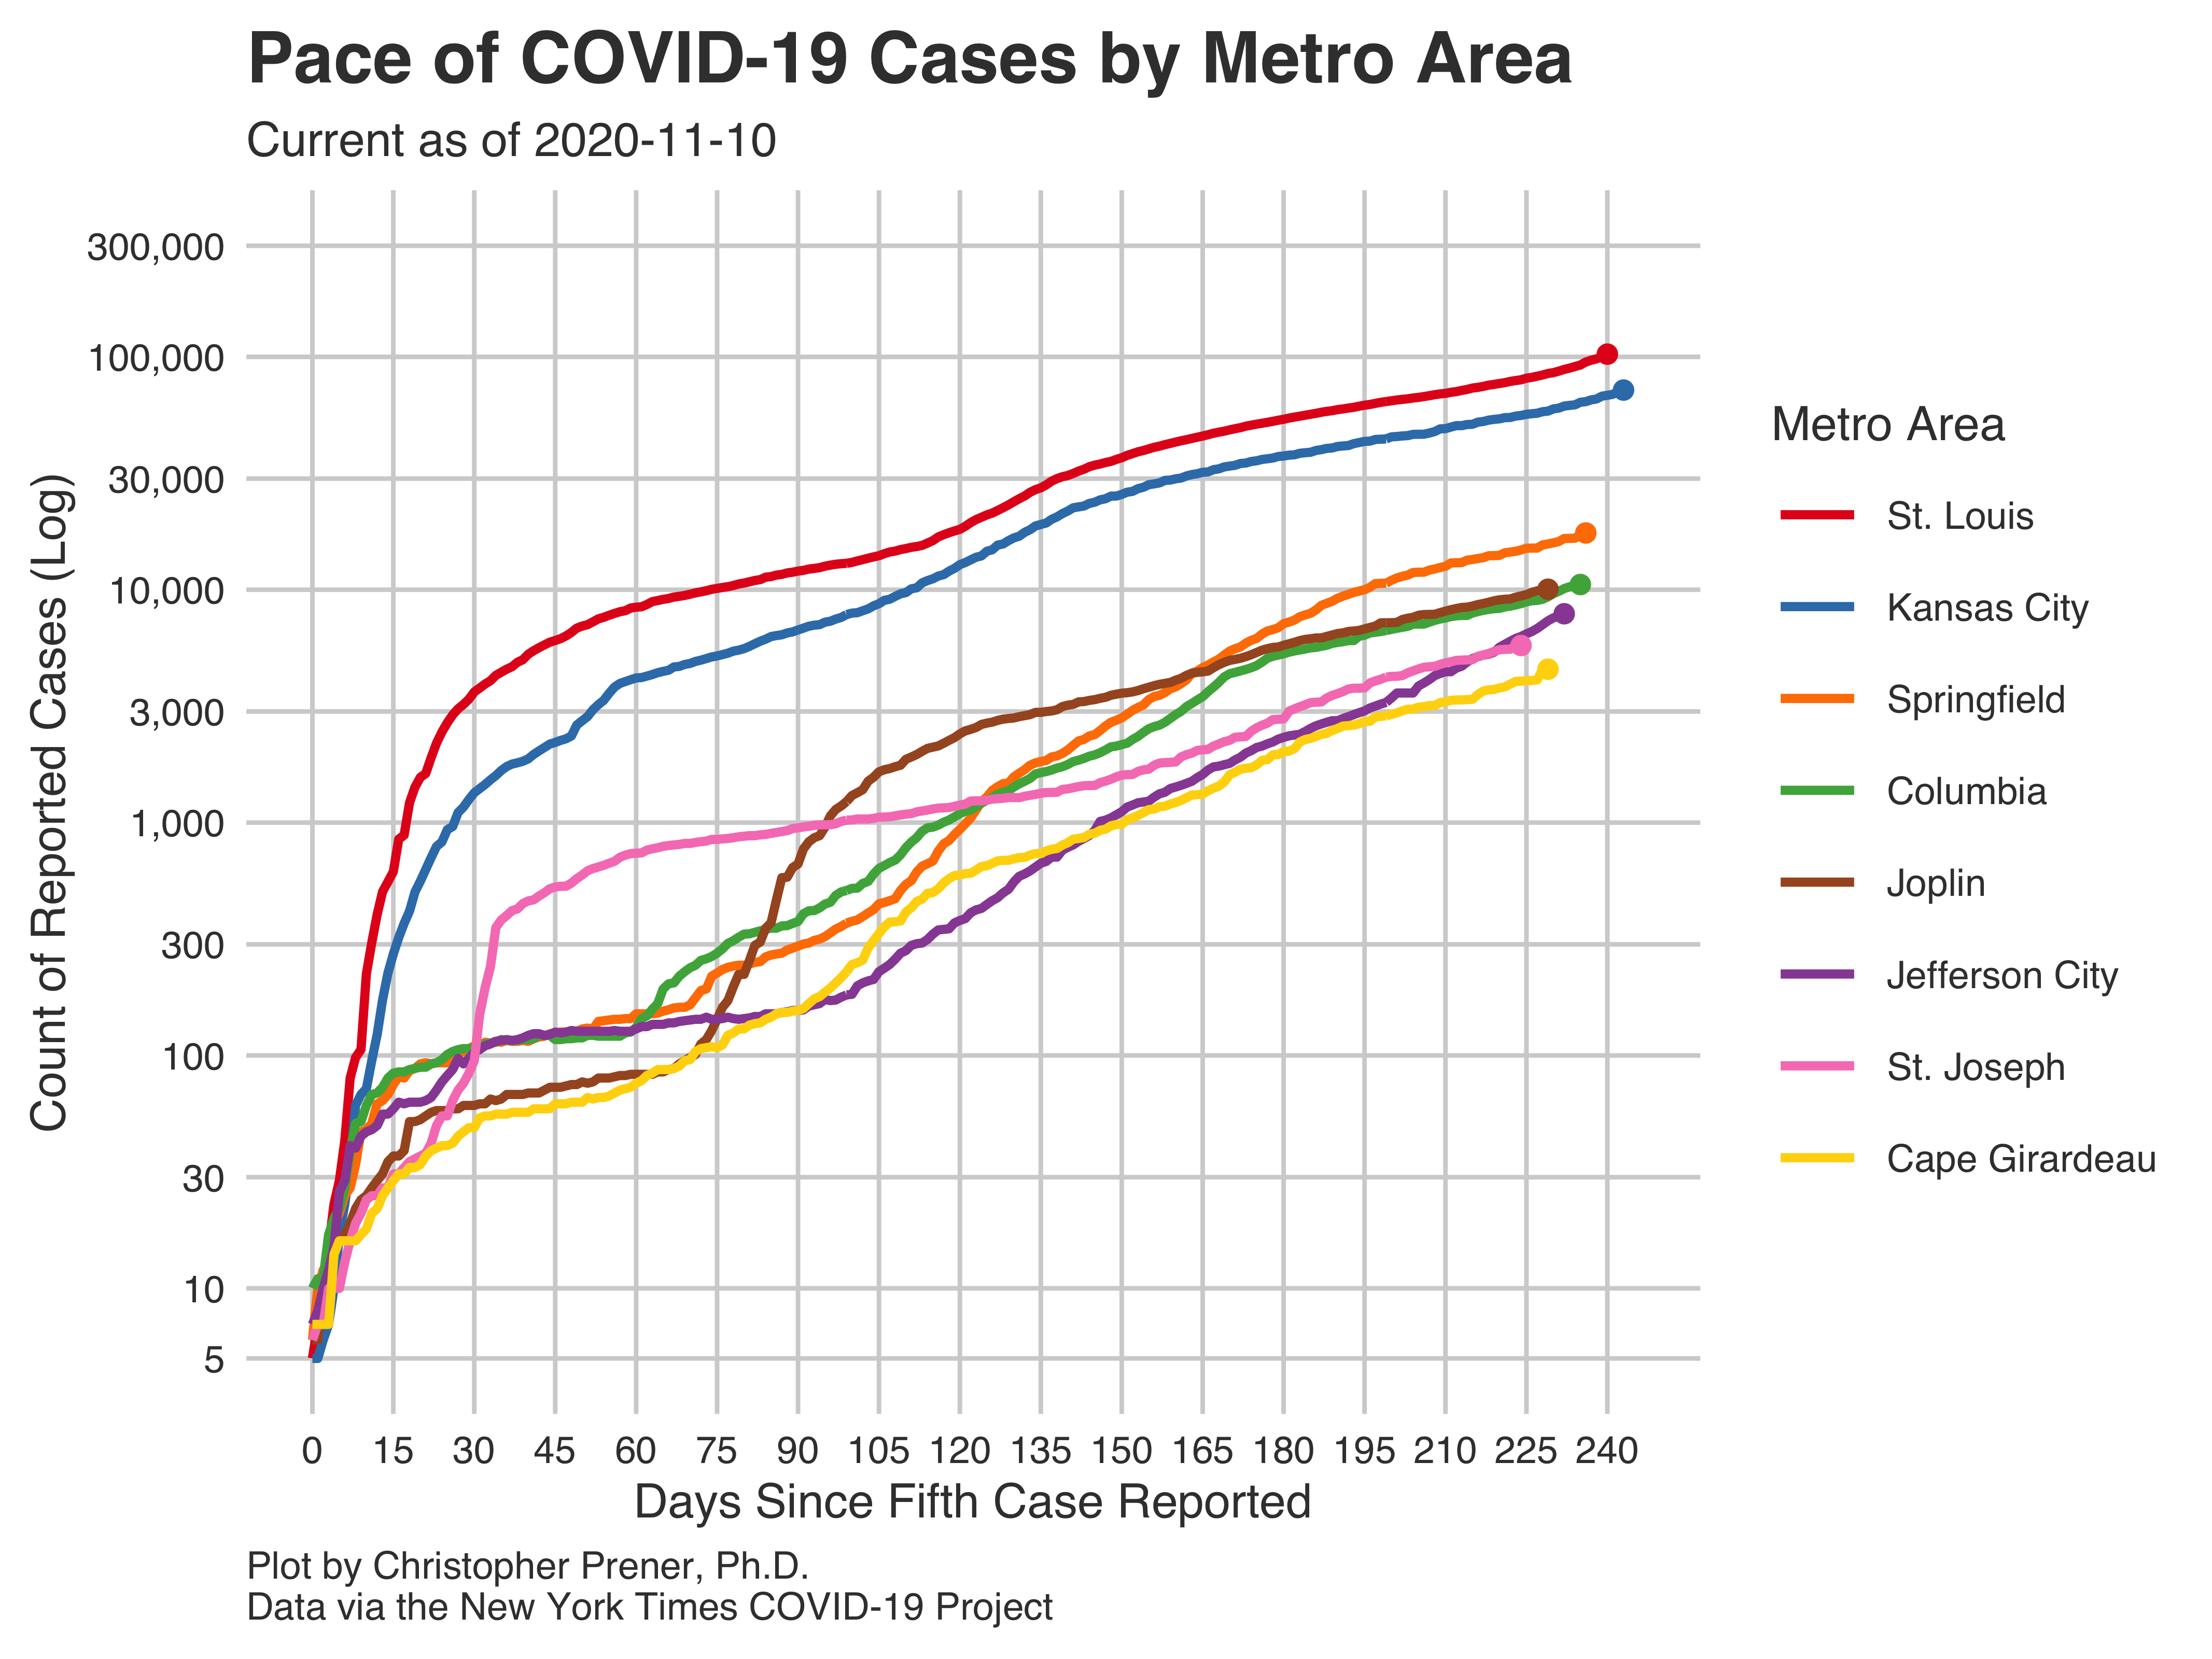 Pace of COVID-19 Cases by Metro Area
Current as of 2020-11-10
Count of Reported Cases (Log)
300,000
100,000
30,000
10,000
3,000
1,000
300
100
30
10
5
0 15 30 45 60 75 90 105 120 135 150 165 180 195 210 225 240
Days Since Fifth Case Reported
Metro Area
St. Louis
Kansas City
Springfield
Columbia
Joplin
Jefferson City
St. Joseph
Cape Girardeau
Plot by Christopher Prener, Ph.D.
Data via the New York Times COVID-19 Project